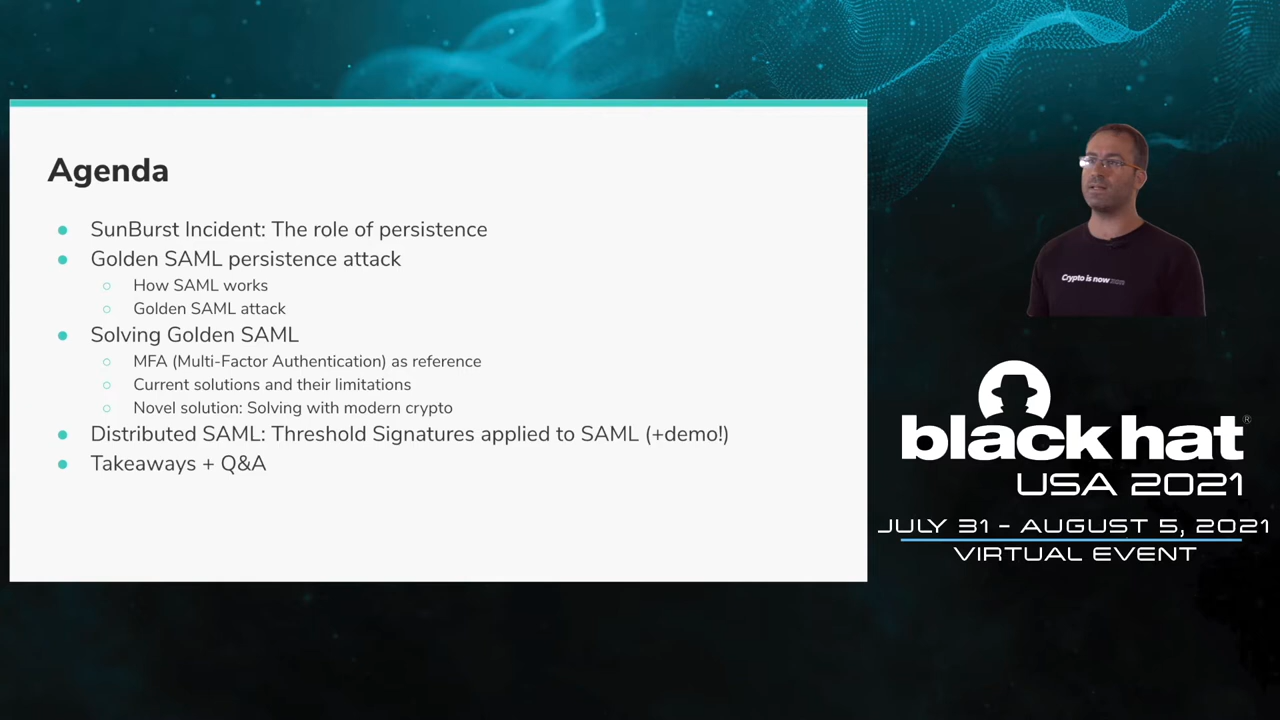 Agenda
● SunBurst Incident: The role of persistence
● Golden SAML persistence attack
○ How SAML works
○ Golden SAML attack
● Solving Golden SAML
○ MFA (Multi-Factor Authentication) as reference
○ Current solutions and their limitations
○ Novel solution: Solving with modern crypto
● Distributed SAML: Threshold Signatures applied to SAML (+demo!)
● Takeaways + Q&A
Crypto is now
black hat®
USA 2021
JULY 31 - AUGUST 5, 2021
VIRTUAL EVENT